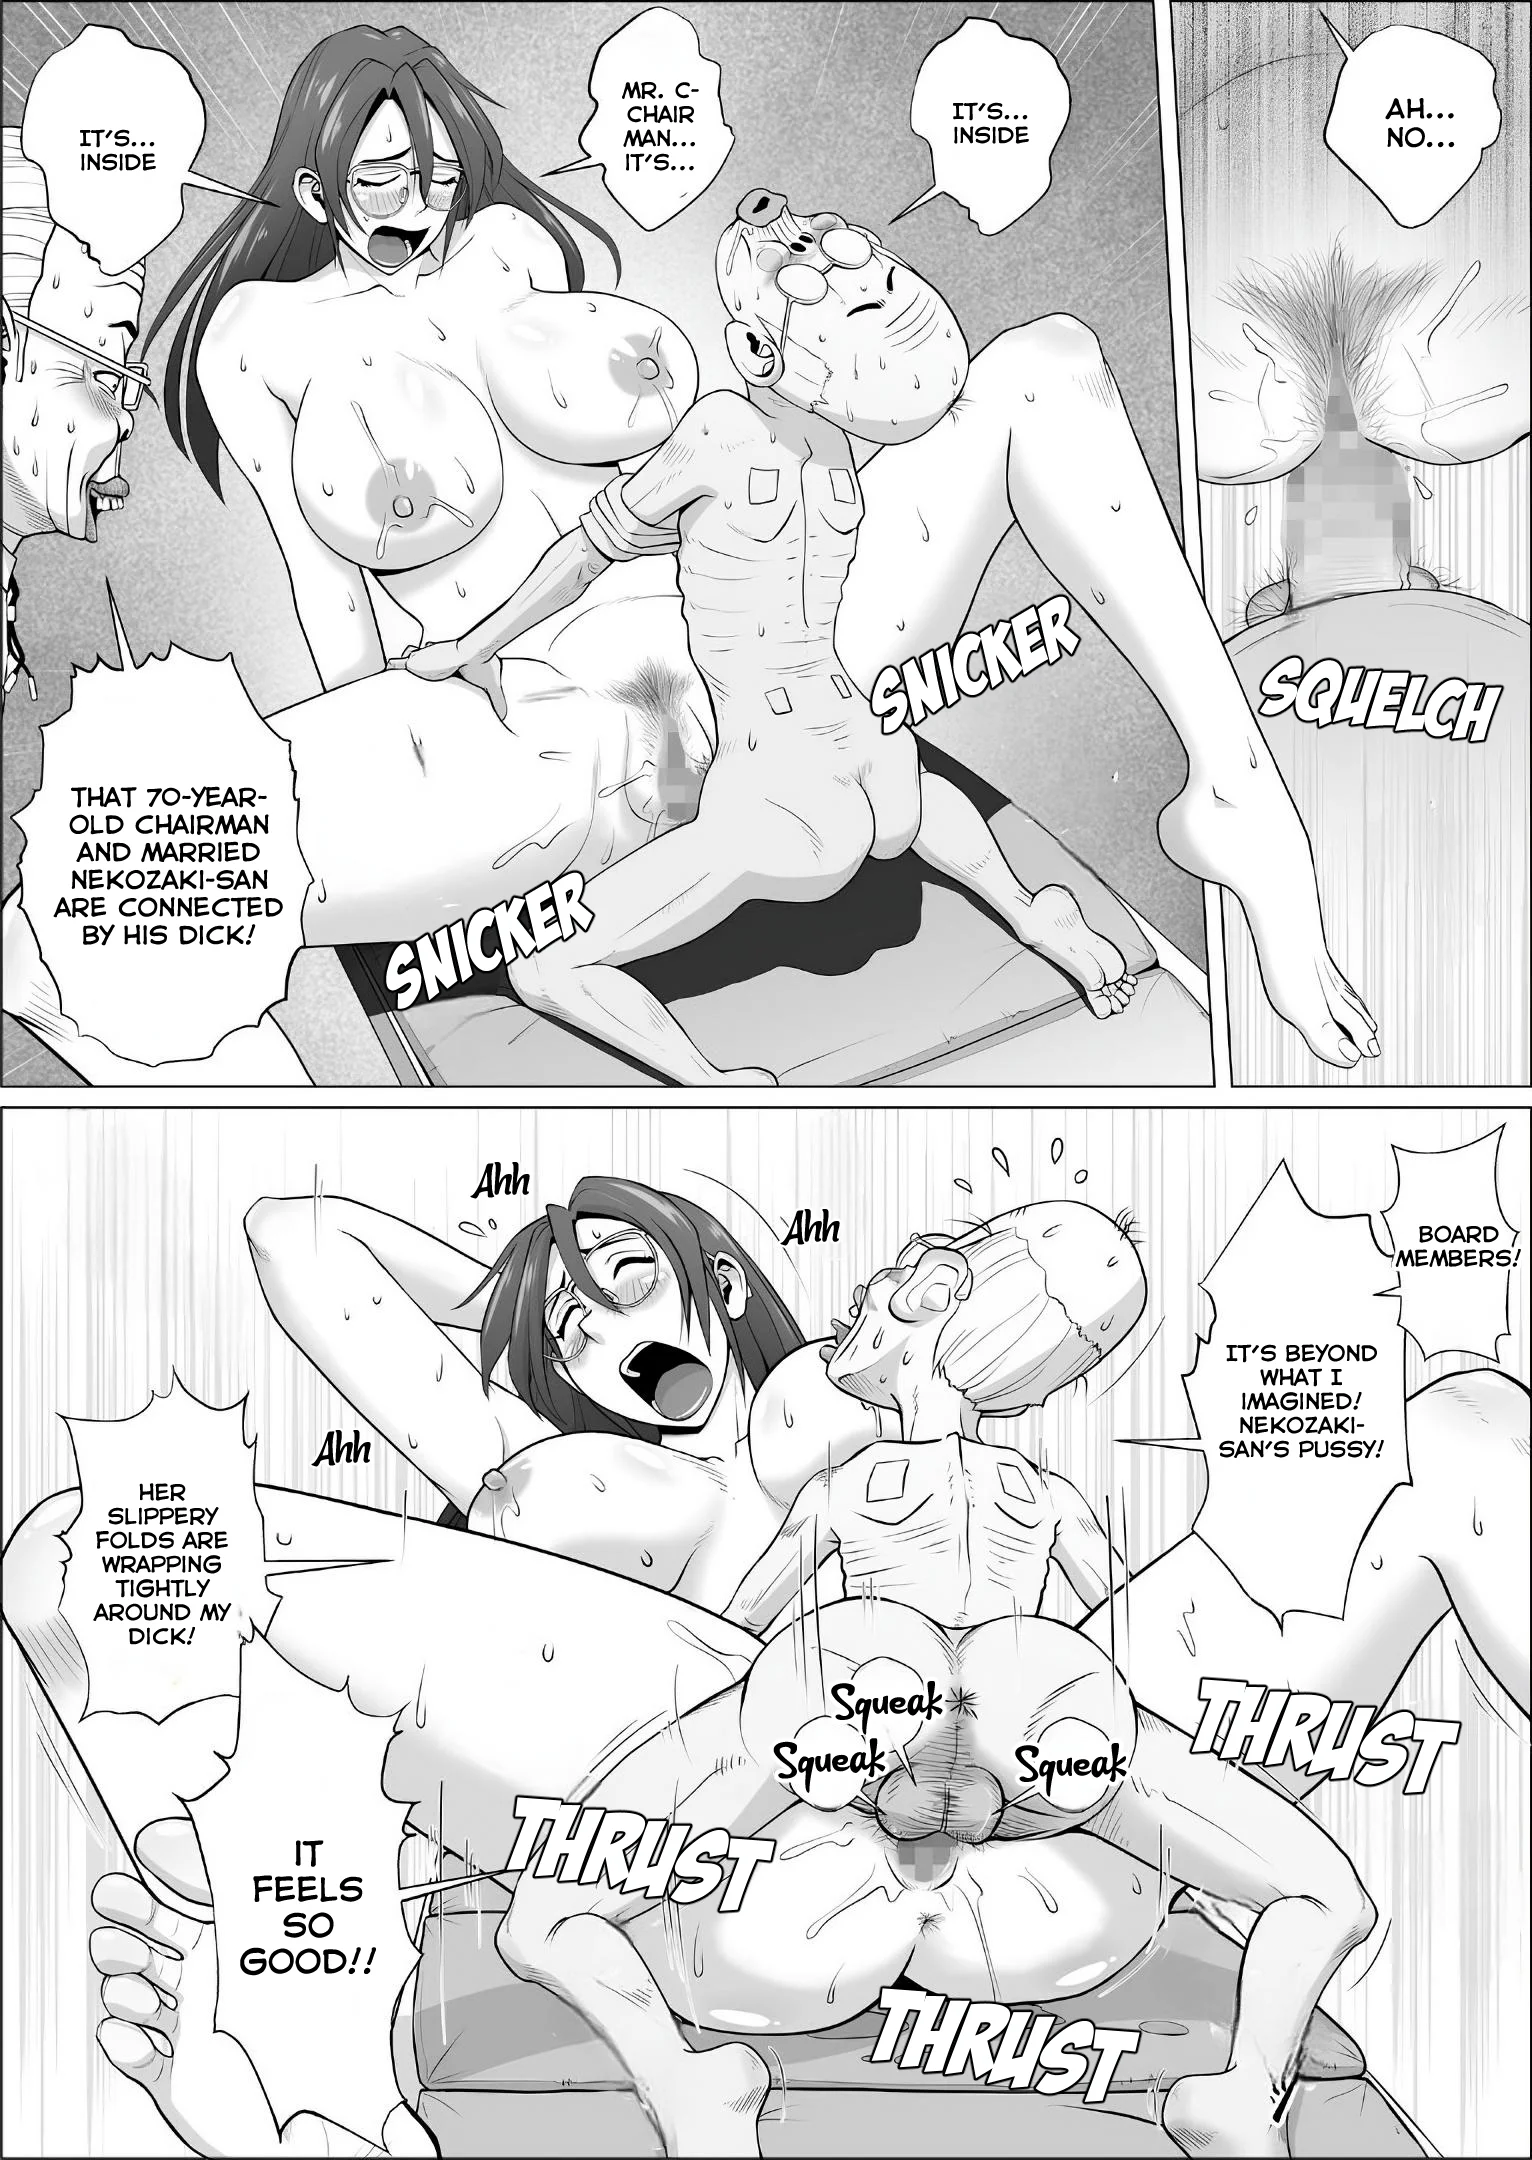 AH...
NO...
SQUELCH
IT'S...
INSIDE
MR. C-
CHAIR
MAN...
IT'S...
IT'S...
INSIDE
SNICKER
SNICKER
THAT 70-YEAR-
OLD CHAIRMAN
AND MARRIED
NEKOZAKI-SAN
ARE CONNECTED
BY HIS DICK!
BOARD
MEMBERS!
IT'S BEYOND
WHAT I
IMAGINED!
NEKOZAKI-
SAN'S PUSSY!
Ahh
Ahh
Ahh
HER
SLIPPERY
FOLDS ARE
WRAPPING
TIGHTLY
AROUND MY
DICK!
Squeak
Squeak
Squeak
THRUST
THRUST
THRUST
IT
FEELS
SO
GOOD!!